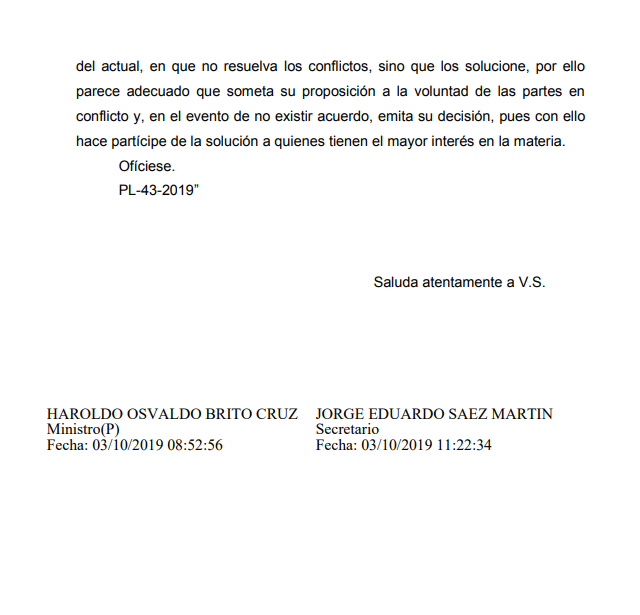 del actual, en que no resuelva los conflictos, sino que los solucione, por ello
parece adecuado que someta su proposición a la voluntad de las partes en
conflicto y, en el evento de no existir acuerdo, emita su decisión, pues con ello
hace partícipe de la solución a quienes tienen el mayor interés en la materia.
Ofíciese.
PL-43-2019”
Saluda atentamente a V.S.
HAROLDO OSVALDO BRITO CRUZ
Ministro(P)
Fecha: 03/10/2019 08:52:56
JORGE EDUARDO SAEZ MARTIN
Secretario
Fecha: 03/10/2019 11:22:34